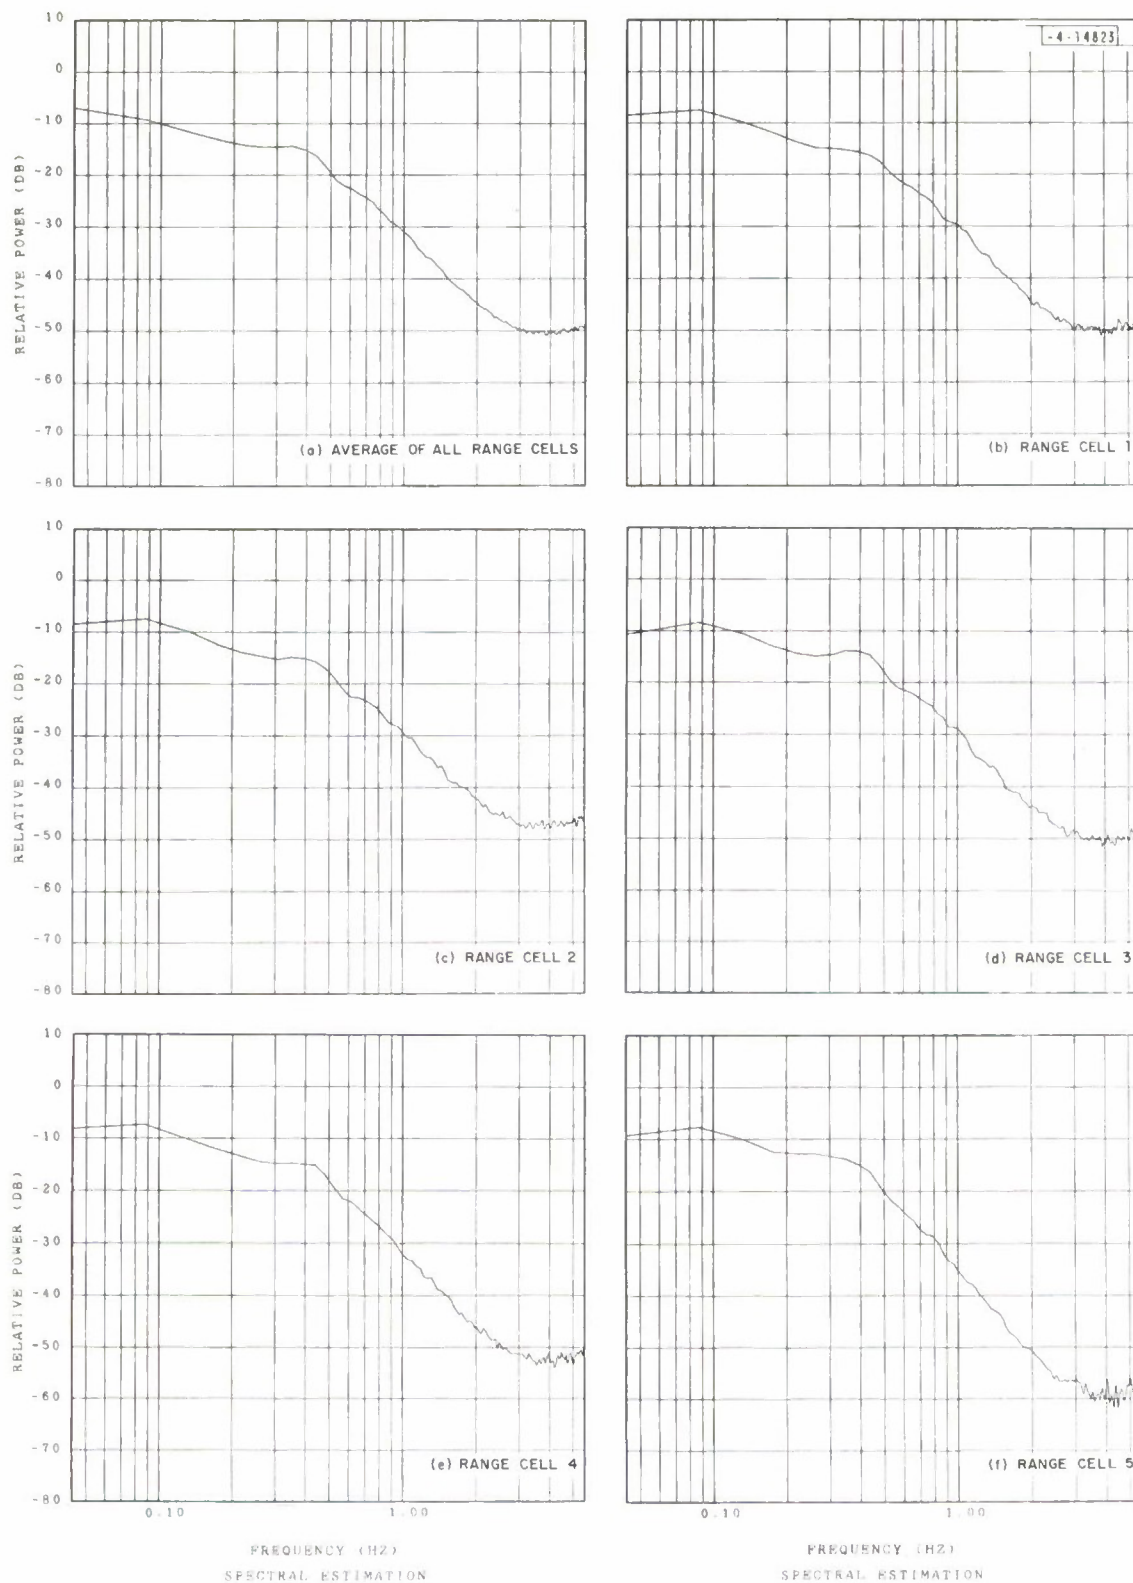 -4-14823
10
0
-10
-20
-30
-40
-50
-60
-70
-80
RELATIVE POWER (DB)
(a) AVERAGE OF ALL RANGE CELLS
(b) RANGE CELL 1
10
0
-10
-20
-30
-40
-50
-60
-70
-80
RELATIVE POWER (DB)
(c) RANGE CELL 2
(d) RANGE CELL 3
10
0
-10
-20
-30
-40
-50
-60
-70
-80
RELATIVE POWER (DB)
(e) RANGE CELL 4
(f) RANGE CELL 5
0.10 1.00
0.10 1.00
FREQUENCY (HZ)
SPECTRAL ESTIMATION
FREQUENCY (HZ)
SPECTRAL ESTIMATION